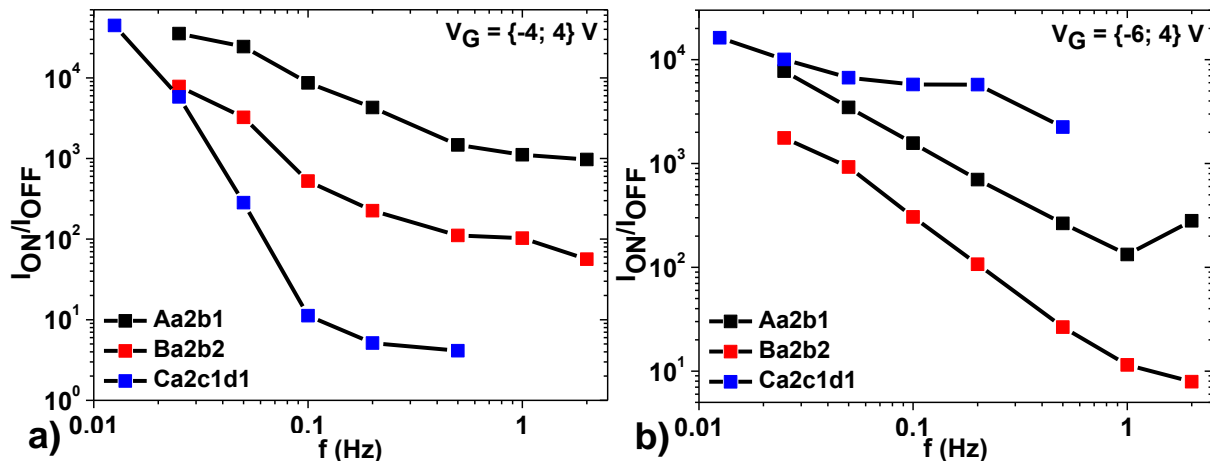 V_G = {-4; 4} V
10^4
10^3
10^2
10^1
10^0
I_ON/I_OFF
Aa2b1
Ba2b2
Ca2c1d1
0.01
0.1
1
f (Hz)
a)
V_G = {-6; 4} V
10^4
10^3
10^2
10^1
I_ON/I_OFF
Aa2b1
Ba2b2
Ca2c1d1
0.01
0.1
1
f (Hz)
b)